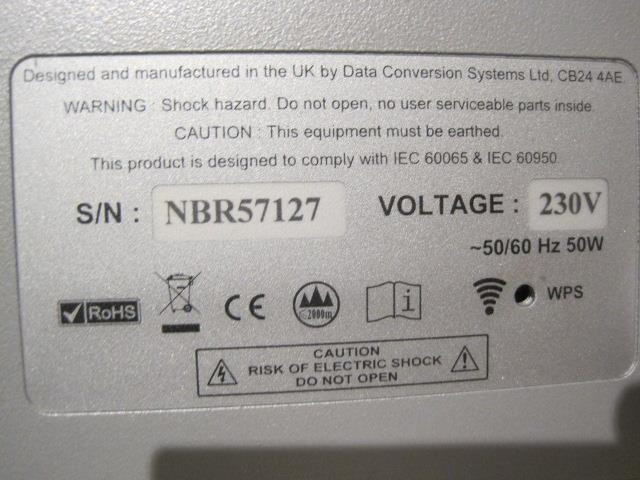 Designed and manufactured in the UK by Data Conversion Systems Ltd, CB24 4AE.
WARNING : Shock hazard. Do not open, no user serviceable parts inside.
CAUTION : This equipment must be earthed.
This product is designed to comply with IEC 60065 & IEC 60950
S/N : NBR57127 VOLTAGE : 230V
~50/60 Hz 50W
RoHS CE ≤2000m i WPS
CAUTION
RISK OF ELECTRIC SHOCK
DO NOT OPEN